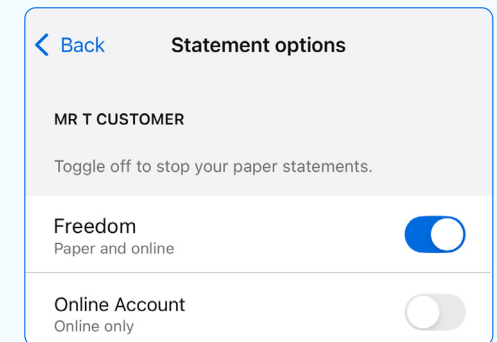 Back
Statement options
MR T CUSTOMER
Toggle off to stop your paper statements.
Freedom
Paper and online
Online Account
Online only